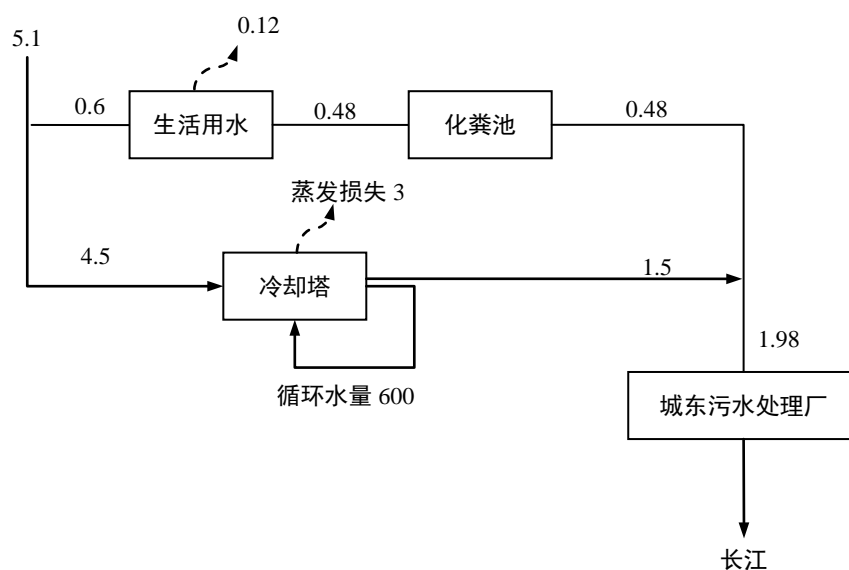 0.12
5.1
0.6
生活用水
0.48
化粪池
0.48
蒸发损失 3
4.5
冷却塔
1.5
1.98
循环水量 600
城东污水处理厂
长江